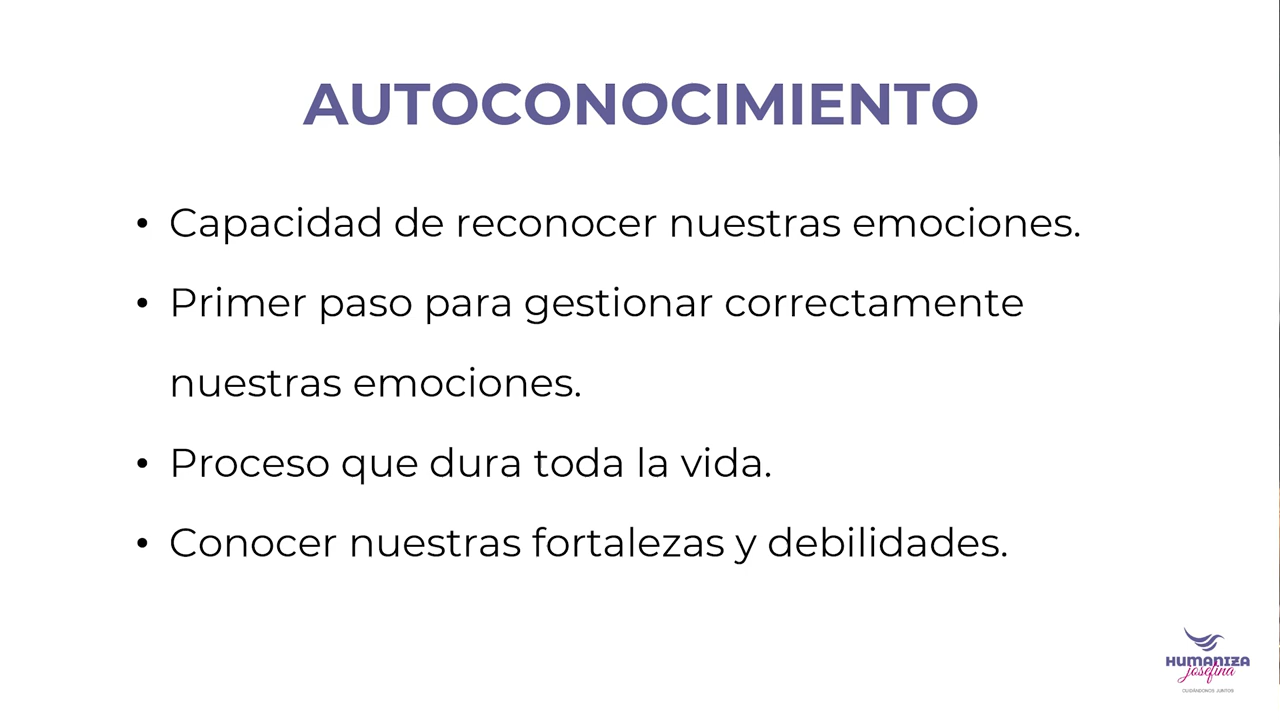 AUTOCONOCIMIENTO
• Capacidad de reconocer nuestras emociones.
• Primer paso para gestionar correctamente
nuestras emociones.
• Proceso que dura toda la vida.
• Conocer nuestras fortalezas y debilidades.
HUMANIZA
josefina
CUIDÁNDONOS JUNTOS